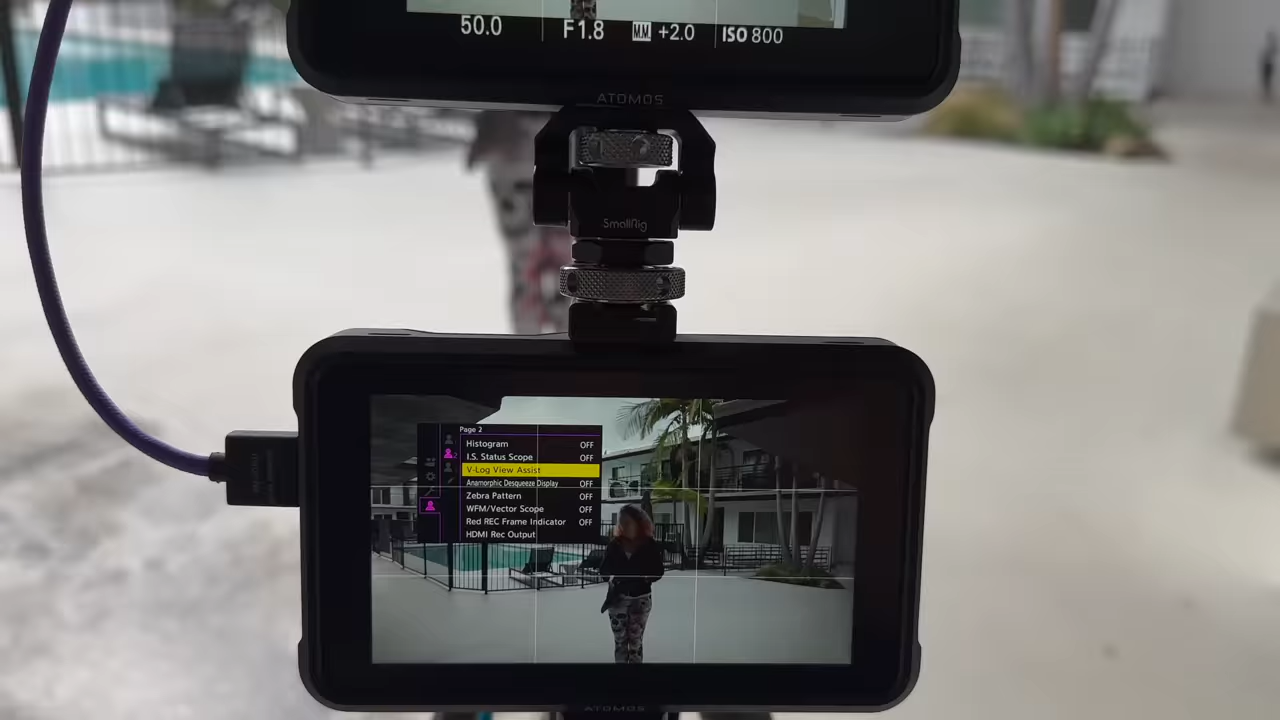 50.0 F1.8 MM +2.0 ISO 800
ATOMOS
SmallRig
Page 2
Histogram OFF
I.S. Status Scope OFF
V-Log View Assist
Anamorphic Desqueeze Display OFF
Zebra Pattern OFF
WFM/Vector Scope OFF
Red REC Frame Indicator OFF
HDMI Rec Output
ATOMOS